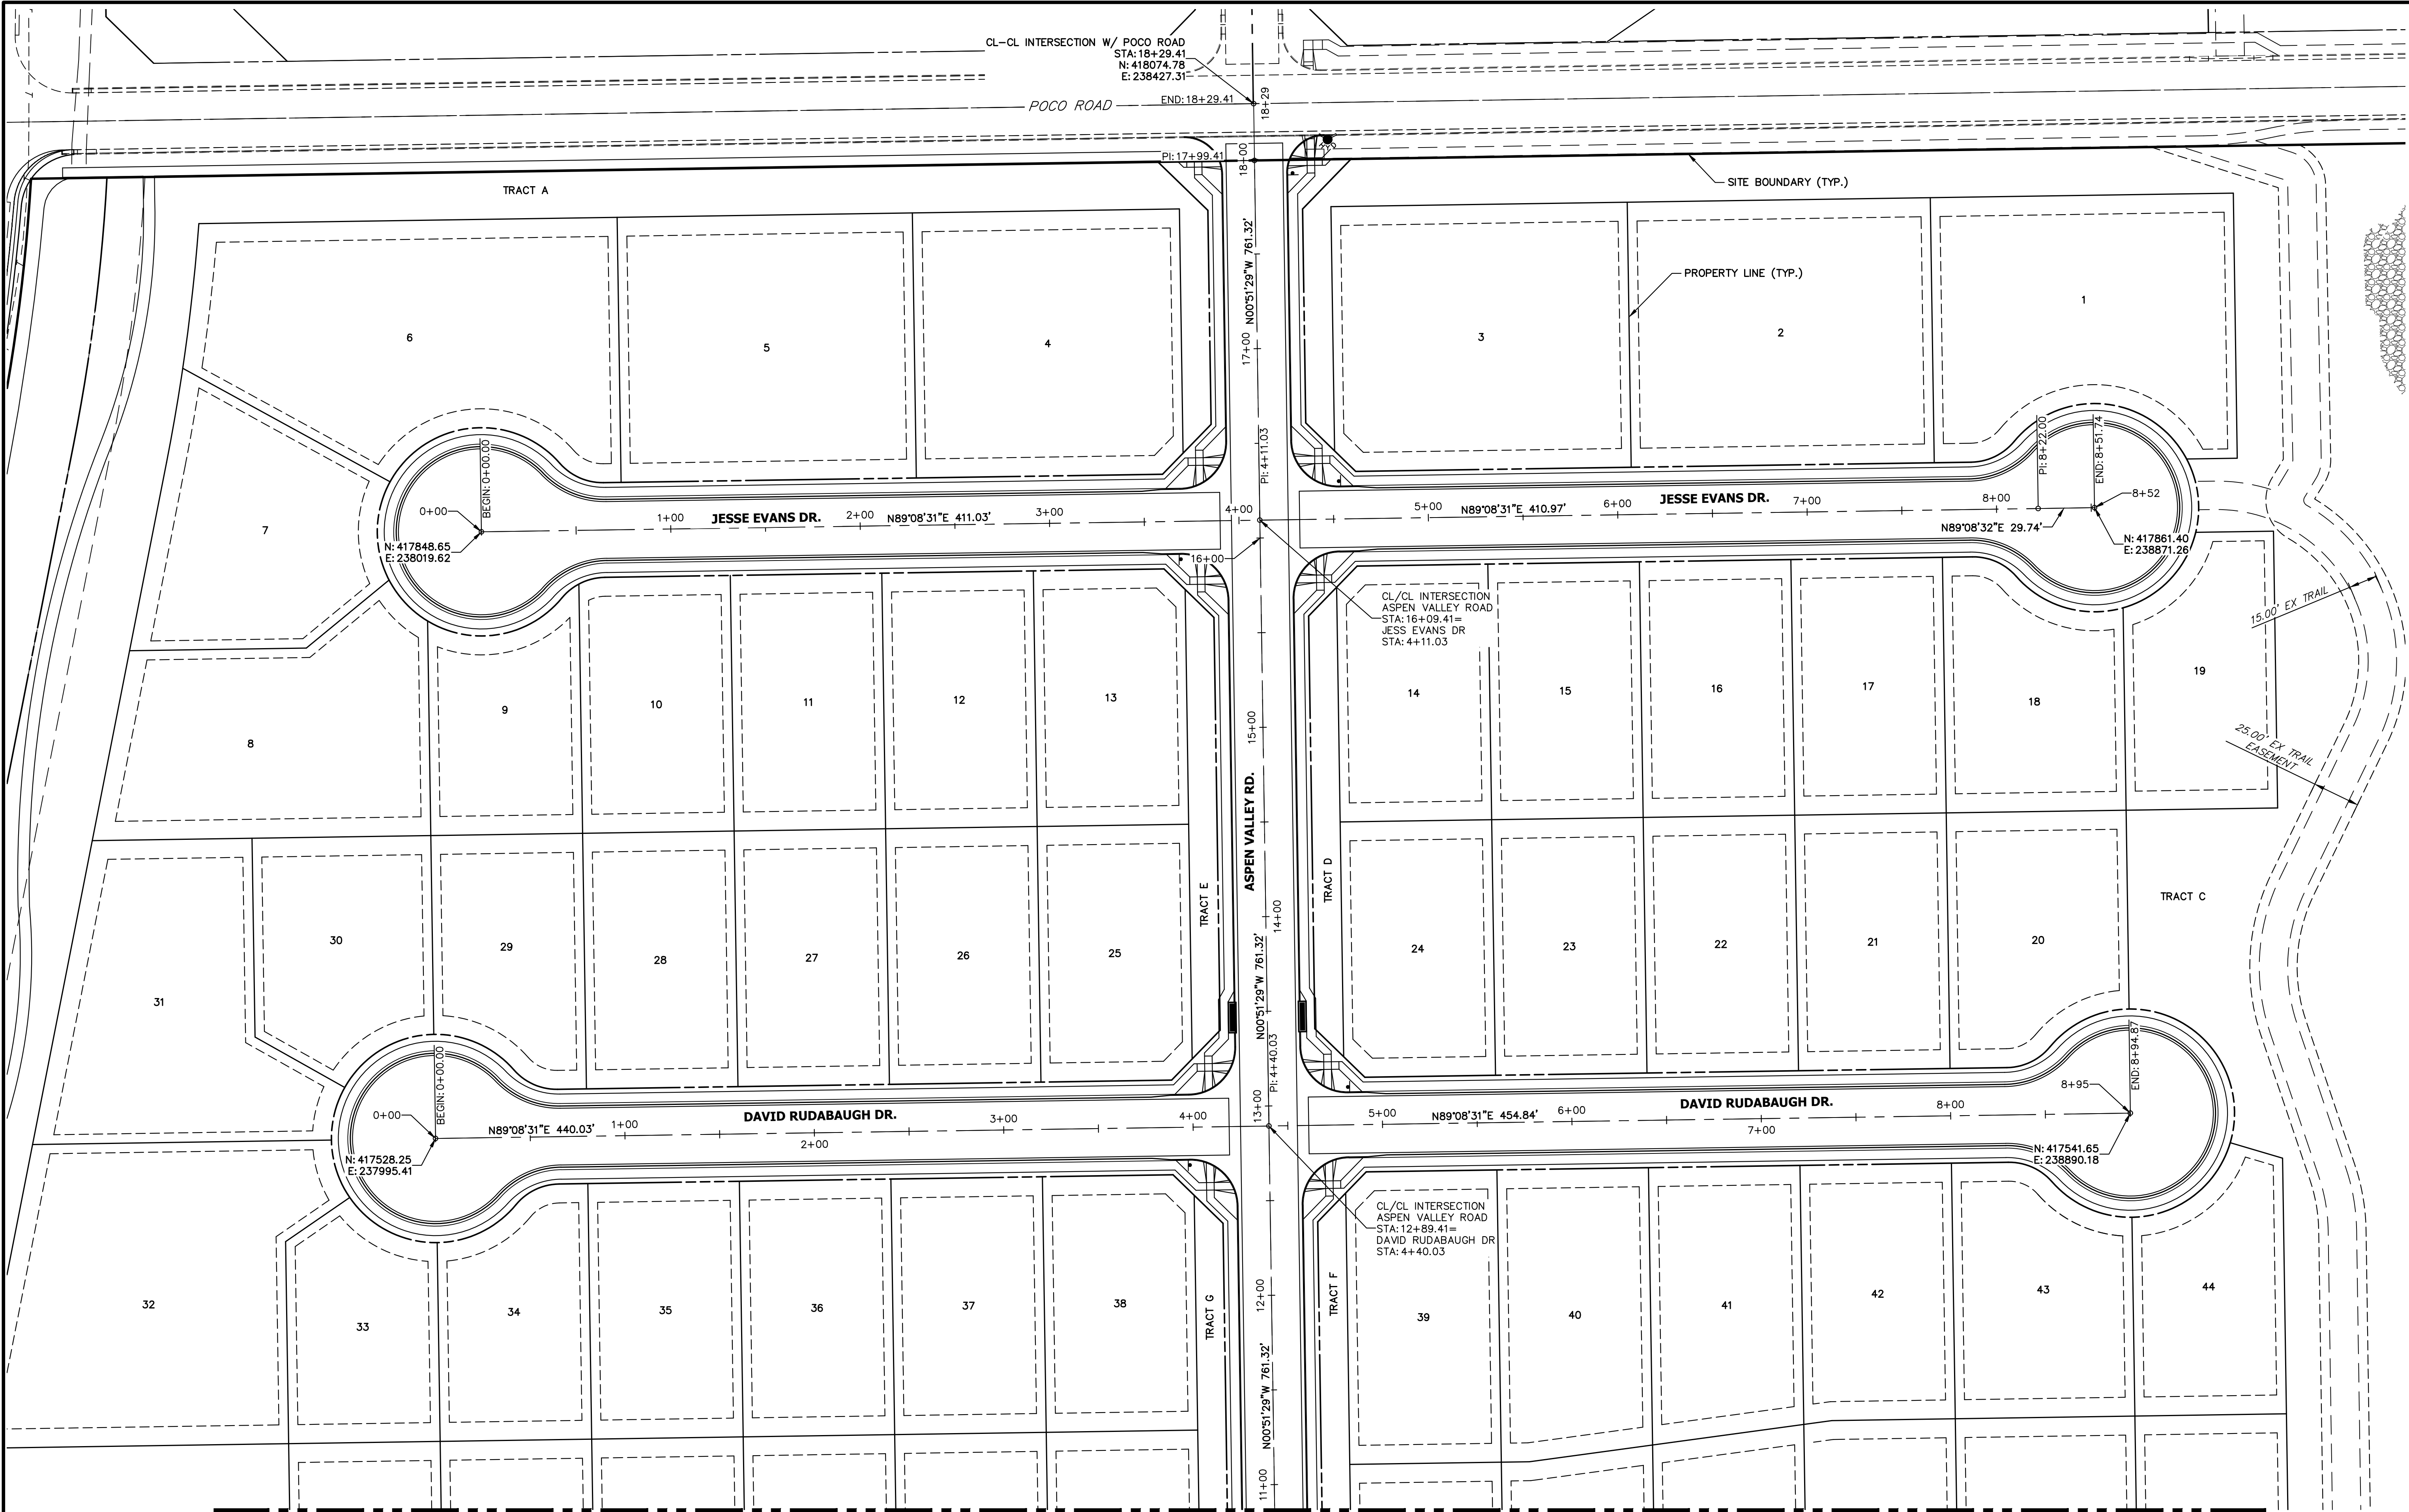 CL-CL INTERSECTION W/ POCO ROAD
STA: 18+29.41
N: 418074.78
E: 238427.31
POCO ROAD
END: 18+29.41
18+29
PI: 17+99.41
18+00
TRACT A
SITE BOUNDARY (TYP.)
N00°51'29"W 761.32'
PROPERTY LINE (TYP.)
17+00
6
5
4
3
2
1
BEGIN: 0+00.00
0+00
N: 417848.65
E: 238019.62
1+00
JESSE EVANS DR.
2+00
N89°08'31"E 411.03'
3+00
4+00
PI: 4+11.03
16+00
5+00
N89°08'31"E 410.97'
6+00
JESSE EVANS DR.
7+00
8+00
PI: 8+22.00
END: 8+51.74
8+52
N89°08'32"E 29.74'
N: 417861.40
E: 238871.26
CL/CL INTERSECTION
ASPEN VALLEY ROAD
STA: 16+09.41=
JESS EVANS DR
STA: 4+11.03
15.00' EX TRAIL
25.00' EX TRAIL
EASEMENT
7
8
9
10
11
12
13
14
15
16
17
18
19
15+00
ASPEN VALLEY RD.
TRACT E
TRACT D
TRACT C
14+00
N00°51'29"W 761.32'
31
30
29
28
27
26
25
24
23
22
21
20
BEGIN: 0+00.00
0+00
N: 417528.25
E: 237995.41
N89°08'31"E 440.03'
1+00
DAVID RUDABAUGH DR.
2+00
3+00
4+00
13+00
PI: 4+40.03
5+00
N89°08'31"E 454.84'
6+00
DAVID RUDABAUGH DR.
7+00
8+00
8+95
END: 8+94.87
N: 417541.65
E: 238890.18
CL/CL INTERSECTION
ASPEN VALLEY ROAD
STA: 12+89.41=
DAVID RUDABAUGH DR
STA: 4+40.03
32
33
34
35
36
37
38
TRACT G
12+00
TRACT F
39
40
41
42
43
44
N00°51'29"W 761.32'
11+00